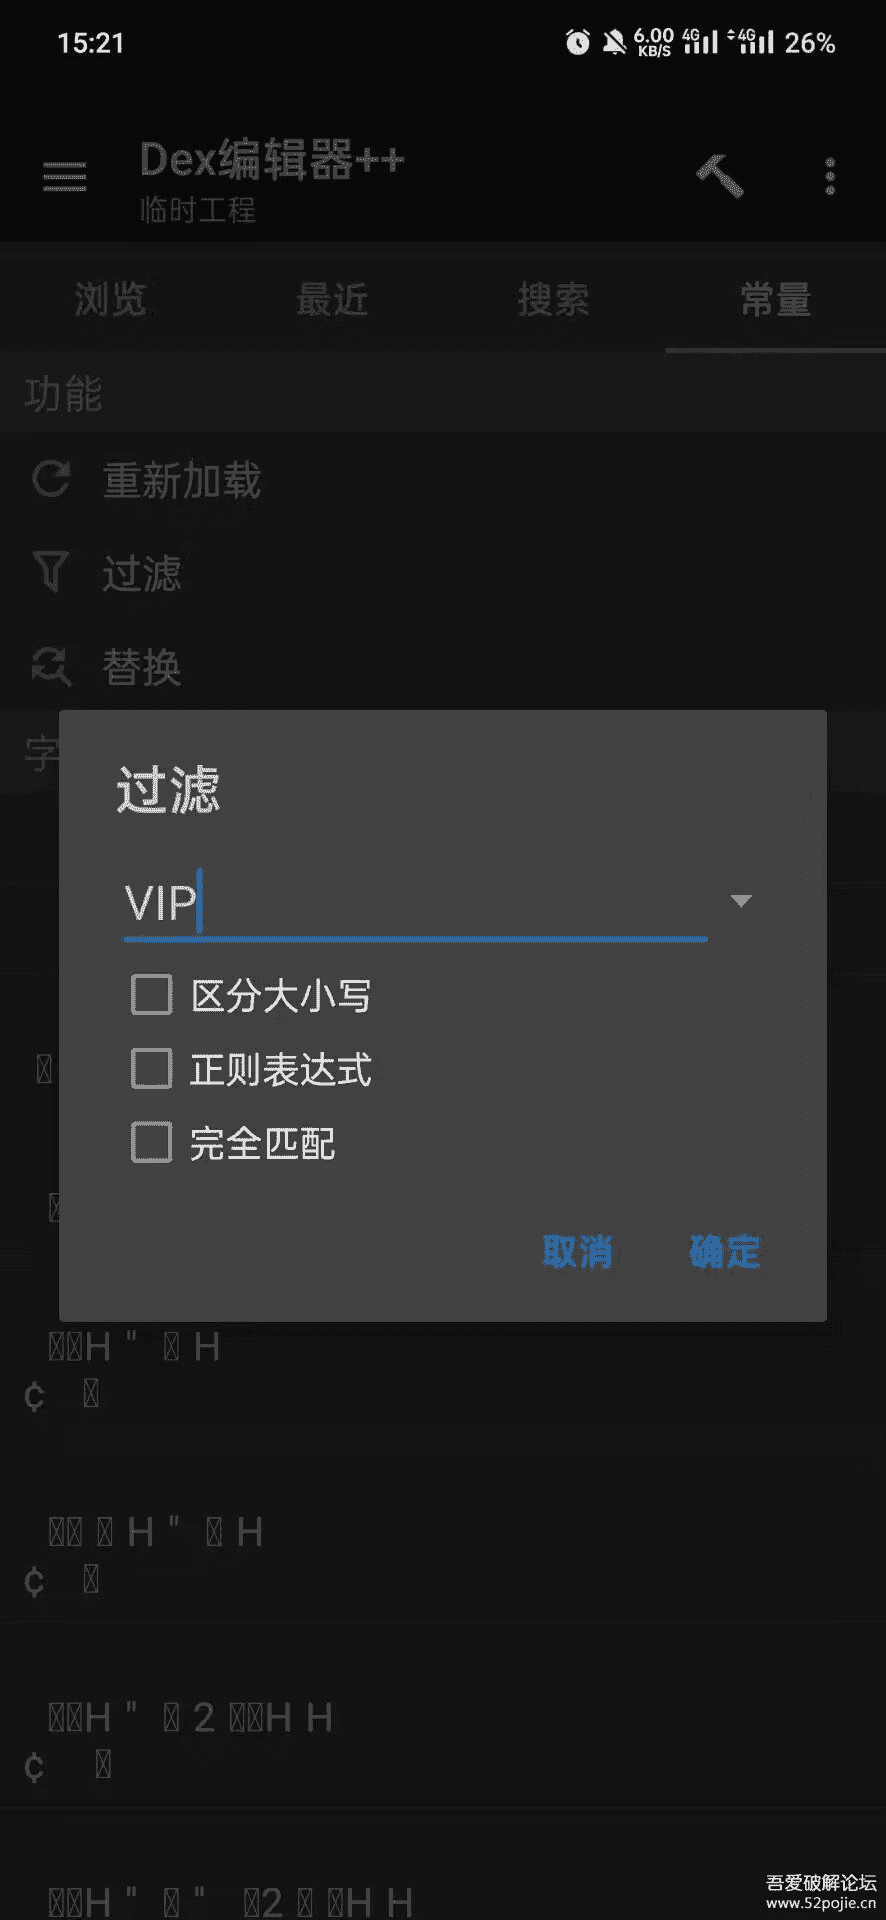 15:21
6.00 KB/S 4G 4G 26%
Dex编辑器++
临时工程
浏览 最近 搜索 常量
功能
重新加载
过滤
替换
字
过滤
VIP
区分大小写
正则表达式
完全匹配
取消 确定
H " H
¢
H " H
¢
H " 2 H H
¢
H " " 2 H H
吾爱破解论坛
www.52pojie.cn